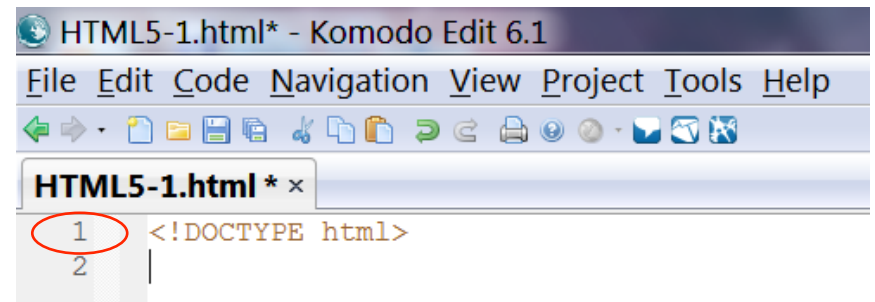 HTML5-1.html* - Komodo Edit 6.1
File Edit Code Navigation View Project Tools Help
HTML5-1.html * ×
1 <!DOCTYPE html>
2